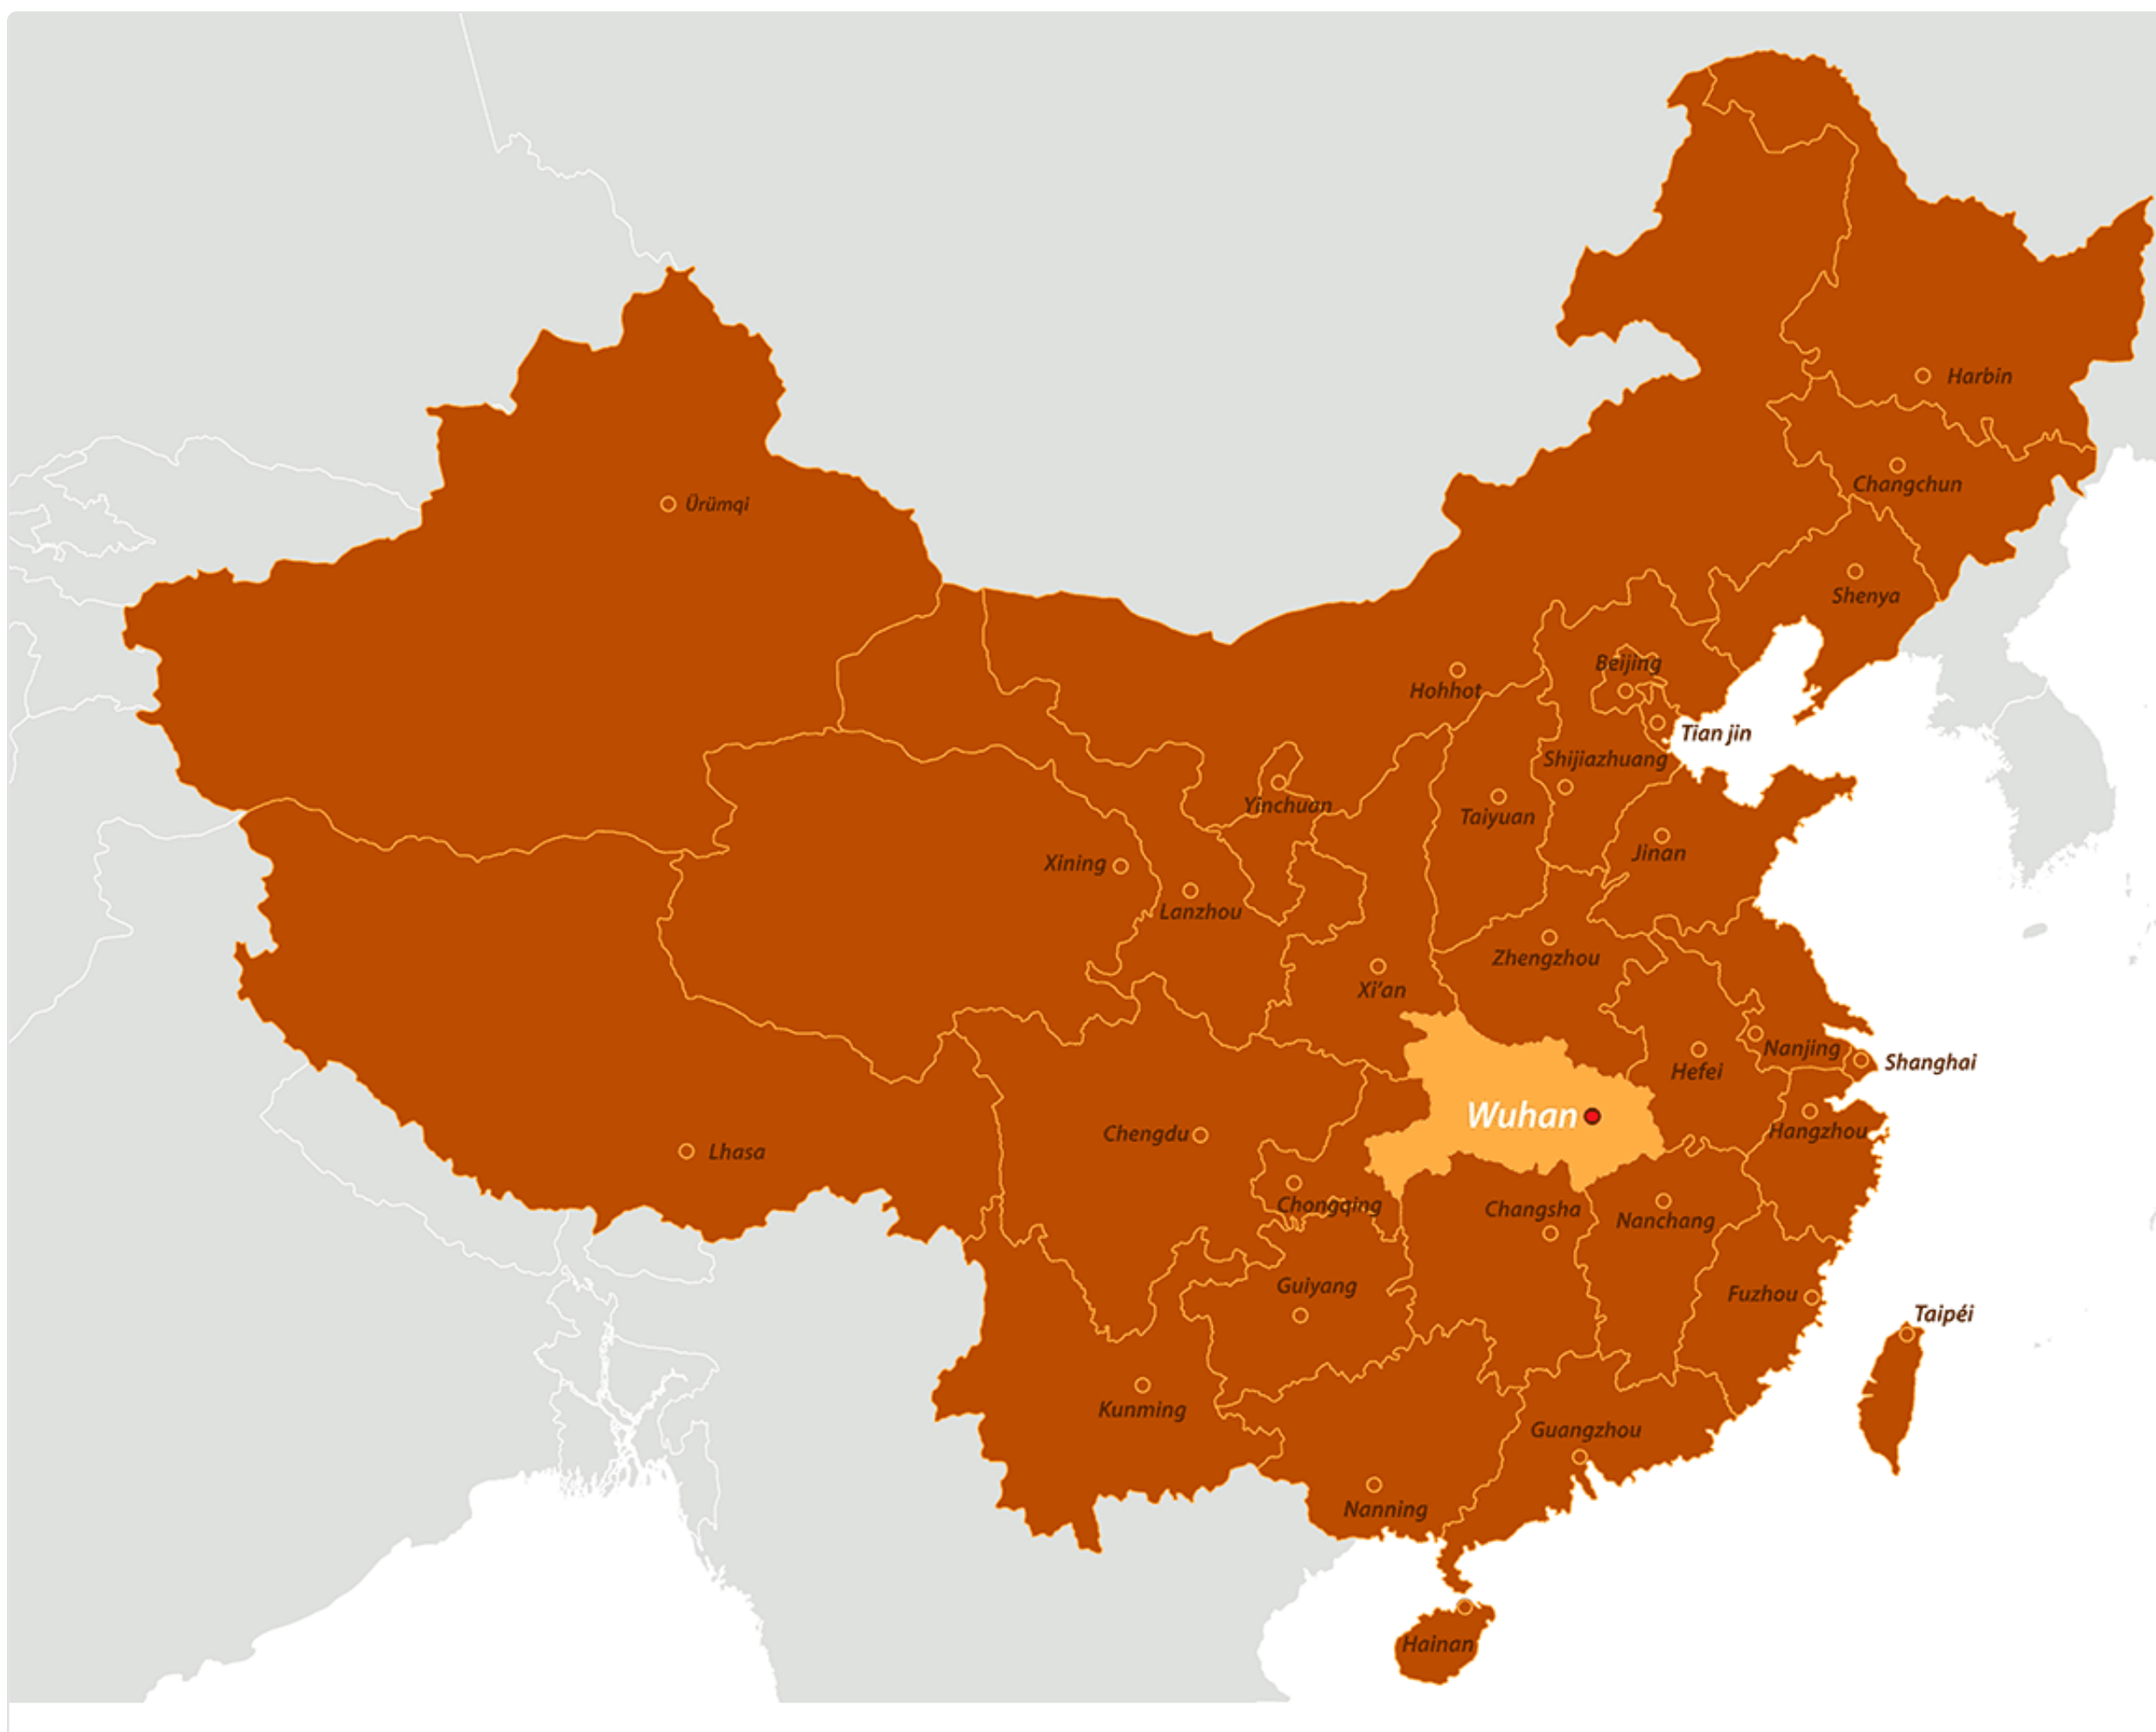 Harbin
Changchun
Ürümqi
Shenya
Beijing
Hohhot
Tian jin
Shijiazhuang
Yinchuan
Taiyuan
Jinan
Xining
Lanzhou
Zhengzhou
Xi'an
Nanjing
Shanghai
Hefei
Wuhan
Hangzhou
Chengdu
Lhasa
Chongqing
Changsha
Nanchang
Guiyang
Fuzhou
Taipéi
Kunming
Guangzhou
Nanning
Hainan